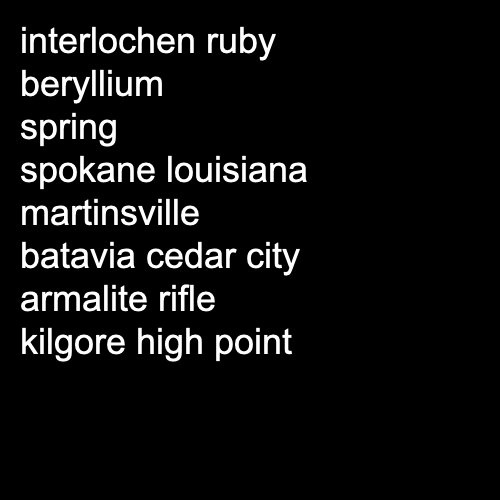 interlochen ruby
beryllium
spring
spokane louisiana
martinsville
batavia cedar city
armalite rifle
kilgore high point